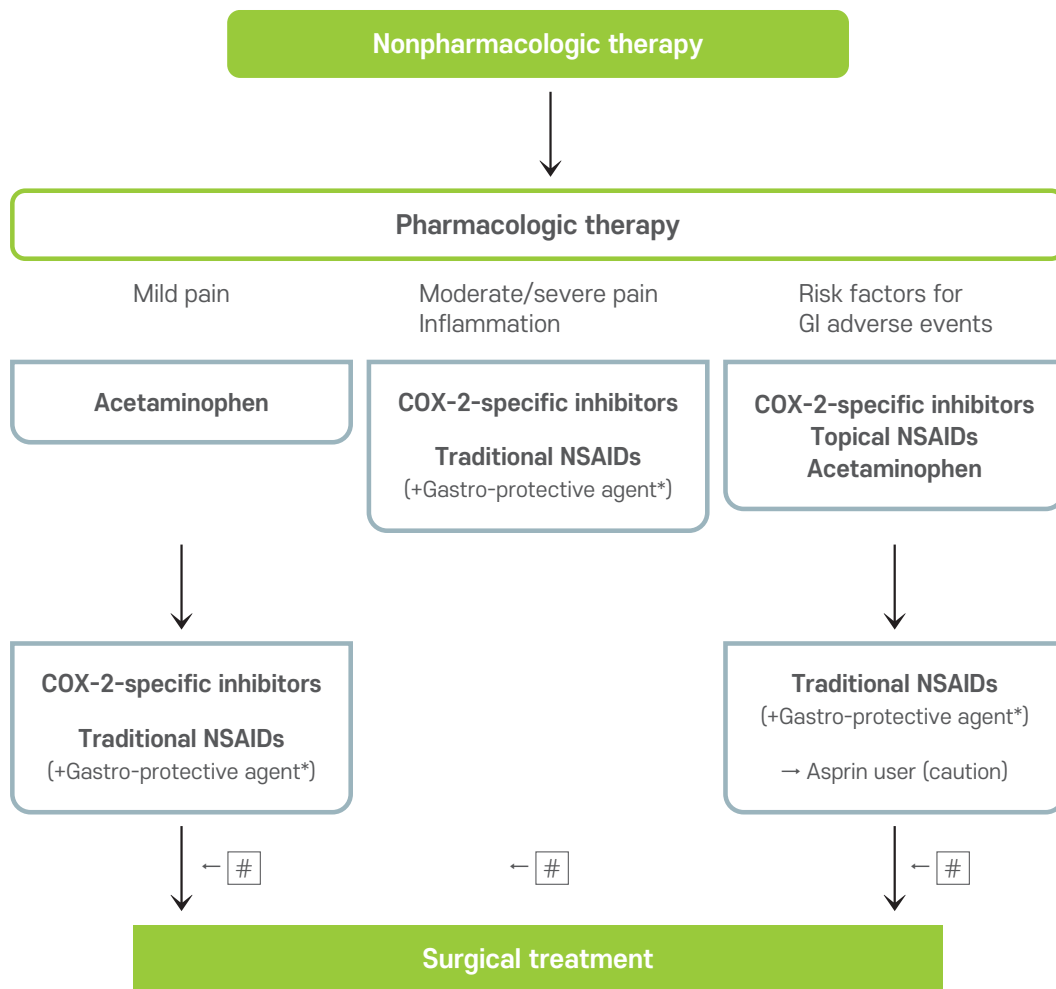 Nonpharmacologic therapy
Pharmacologic therapy
Mild pain
Moderate/severe pain
Inflammation
Risk factors for
GI adverse events
Acetaminophen
COX-2-specific inhibitors
Traditional NSAIDs
(+Gastro-protective agent*)
COX-2-specific inhibitors
Topical NSAIDs
Acetaminophen
COX-2-specific inhibitors
Traditional NSAIDs
(+Gastro-protective agent*)
Traditional NSAIDs
(+Gastro-protective agent*)
→ Asprin user (caution)
← #
← #
← #
Surgical treatment